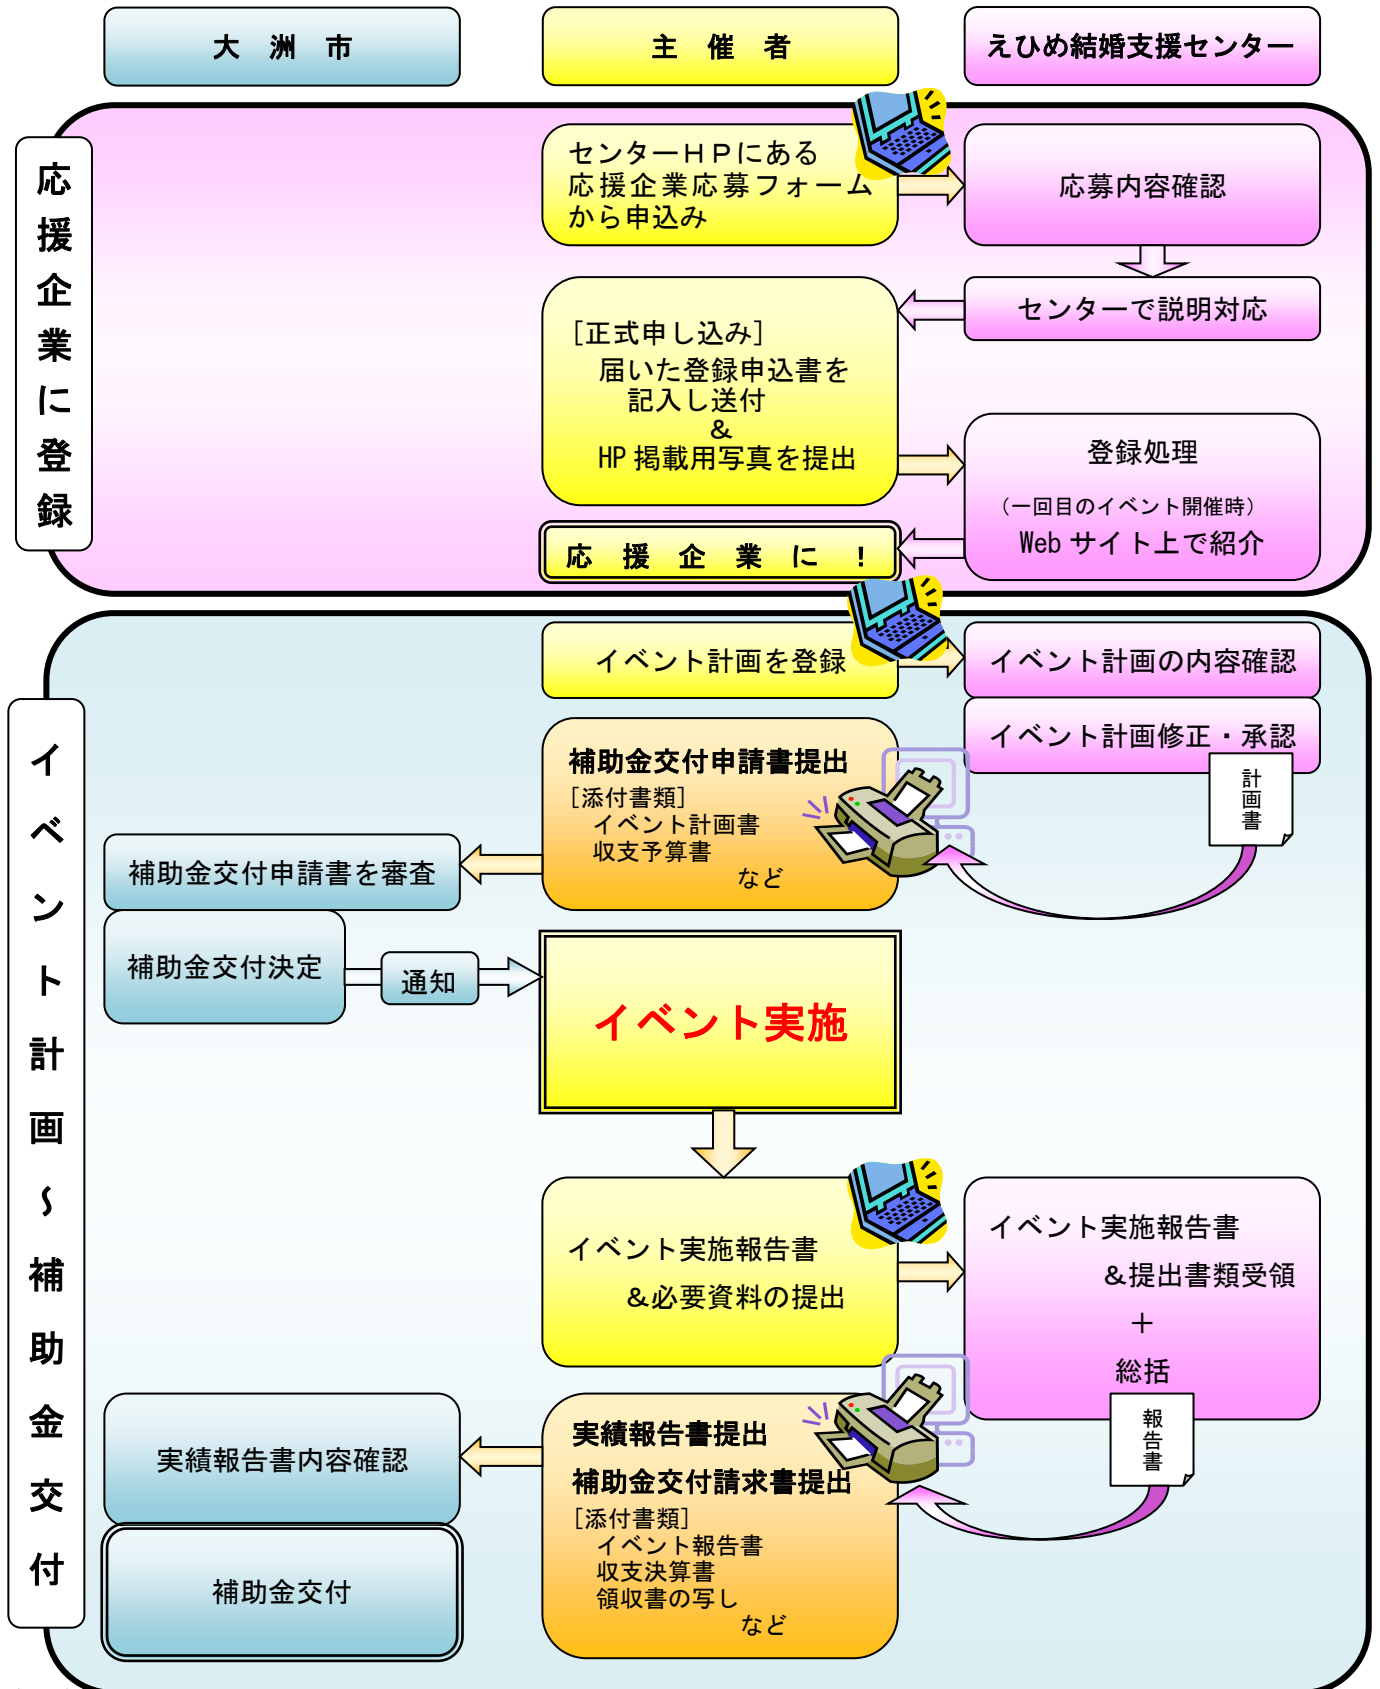 大　洲　市
主　催　者
えひめ結婚支援センター
応援企業に登録
センターＨＰにある
応援企業応募フォーム
から申込み
応募内容確認
センターで説明対応
［正式申し込み］
届いた登録申込書を
記入し送付
＆
HP 掲載用写真を提出
登録処理
（一回目のイベント開催時）
Web サイト上で紹介
応　援　企　業　に　！
イベント計画～補助金交付
イベント計画を登録
イベント計画の内容確認
イベント計画修正・承認
計画書
補助金交付申請書提出
［添付書類］
イベント計画書
収支予算書
など
補助金交付申請書を審査
補助金交付決定
通知
イベント実施
イベント実施報告書
＆必要資料の提出
イベント実施報告書
＆提出書類受領
＋
総括
報告書
実績報告書提出
補助金交付請求書提出
［添付書類］
イベント報告書
収支決算書
領収書の写し
など
実績報告書内容確認
補助金交付